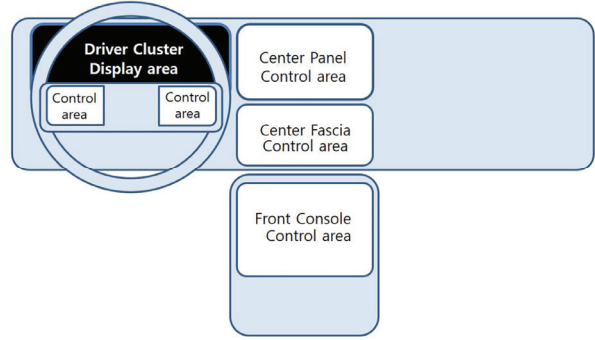 Driver Cluster
Display area
Control
area
Control
area
Center Panel
Control area
Center Fascia
Control area
Front Console
Control area